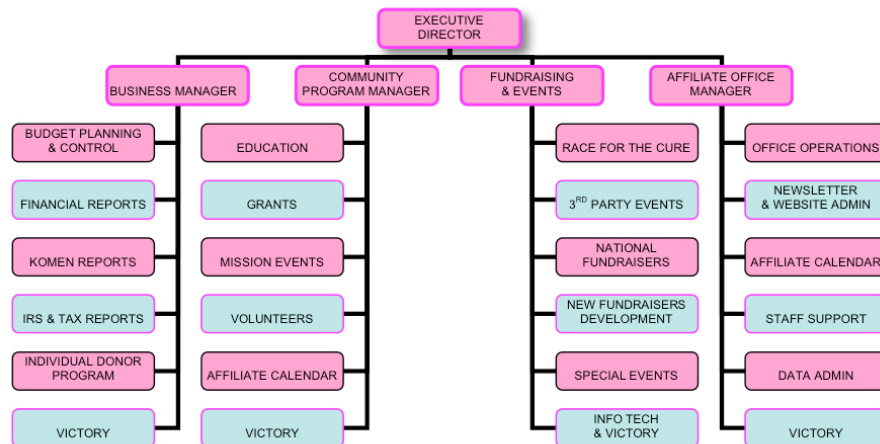 EXECUTIVE
DIRECTOR
BUSINESS MANAGER
COMMUNITY
PROGRAM MANAGER
FUNDRAISING
& EVENTS
AFFILIATE OFFICE
MANAGER
BUDGET PLANNING
& CONTROL
FINANCIAL REPORTS
KOMEN REPORTS
IRS & TAX REPORTS
INDIVIDUAL DONOR
PROGRAM
VICTORY
EDUCATION
GRANTS
MISSION EVENTS
VOLUNTEERS
AFFILIATE CALENDAR
VICTORY
RACE FOR THE CURE
3RD PARTY EVENTS
NATIONAL
FUNDRAISERS
NEW FUNDRAISERS
DEVELOPMENT
SPECIAL EVENTS
INFO TECH
& VICTORY
OFFICE OPERATIONS
NEWSLETTER
& WEBSITE ADMIN
AFFILIATE CALENDAR
STAFF SUPPORT
DATA ADMIN
VICTORY